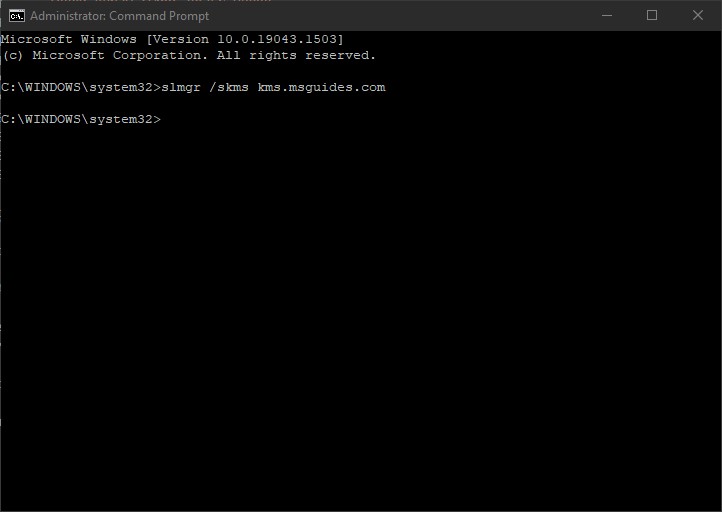 Administrator: Command Prompt
Microsoft Windows [Version 10.0.19043.1503]
(c) Microsoft Corporation. All rights reserved.
C:\WINDOWS\system32>slmgr /skms kms.msguides.com
C:\WINDOWS\system32>